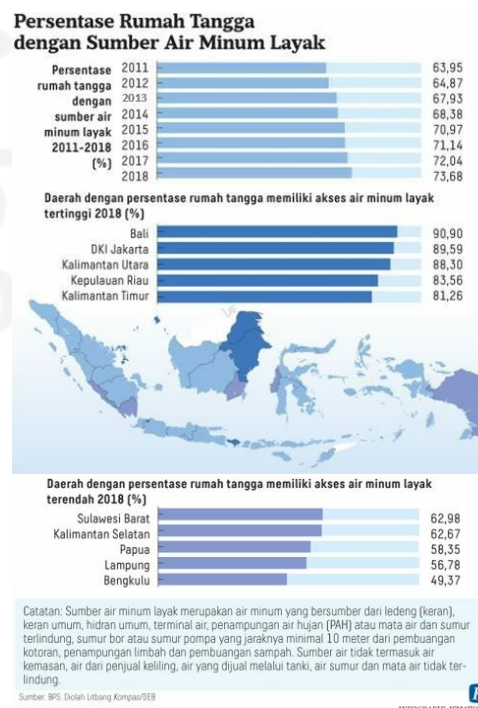 Persentase Rumah Tangga
dengan Sumber Air Minum Layak
Persentase
rumah tangga
dengan
sumber air
minum layak
2011-2018
(%)
2011 63,95
2012 64,87
2013 67,93
2014 68,38
2015 70,97
2016 71,14
2017 72,04
2018 73,68
Daerah dengan persentase rumah tangga memiliki akses air minum layak
tertinggi 2018 (%)
Bali 90,90
DKI Jakarta 89,59
Kalimantan Utara 88,30
Kepulauan Riau 83,56
Kalimantan Timur 81,26
Daerah dengan persentase rumah tangga memiliki akses air minum layak
terendah 2018 (%)
Sulawesi Barat 62,98
Kalimantan Selatan 62,67
Papua 58,35
Lampung 56,78
Bengkulu 49,37
Catatan: Sumber air minum layak merupakan air minum yang bersumber dari ledeng (keran),
keran umum, hidran umum, terminal air, penampungan air hujan (PAH) atau mata air dan sumur
terlindung, sumur bor atau sumur pompa yang jaraknya minimal 10 meter dari pembuangan
kotoran, penampungan limbah dan pembuangan sampah. Sumber air tidak termasuk air
kemasan, air dari penjual keliling, air yang dijual melalui tanki, air sumur dan mata air tidak ter-
lindung.
Sumber: BPS. Diolah Litbang Kompas/DEB